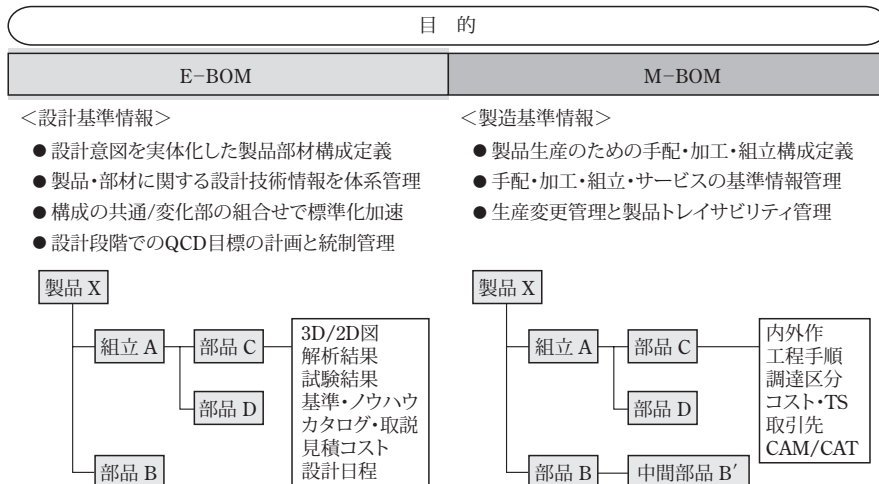 目 的
E-BOM
M-BOM
＜設計基準情報＞
● 設計意図を実体化した製品部材構成定義
● 製品・部材に関する設計技術情報を体系管理
● 構成の共通/変化部の組合せで標準化加速
● 設計段階でのQCD目標の計画と統制管理
＜製造基準情報＞
● 製品生産のための手配・加工・組立構成定義
● 手配・加工・組立・サービスの基準情報管理
● 生産変更管理と製品トレイサビリティ管理
製品 X
組立 A
部品 C
部品 D
部品 B
3D/2D図
解析結果
試験結果
基準・ノウハウ
カタログ・取説
見積コスト
設計日程
製品 X
組立 A
部品 C
部品 D
部品 B
中間部品 B′
内外作
工程手順
調達区分
コスト・TS
取引先
CAM/CAT